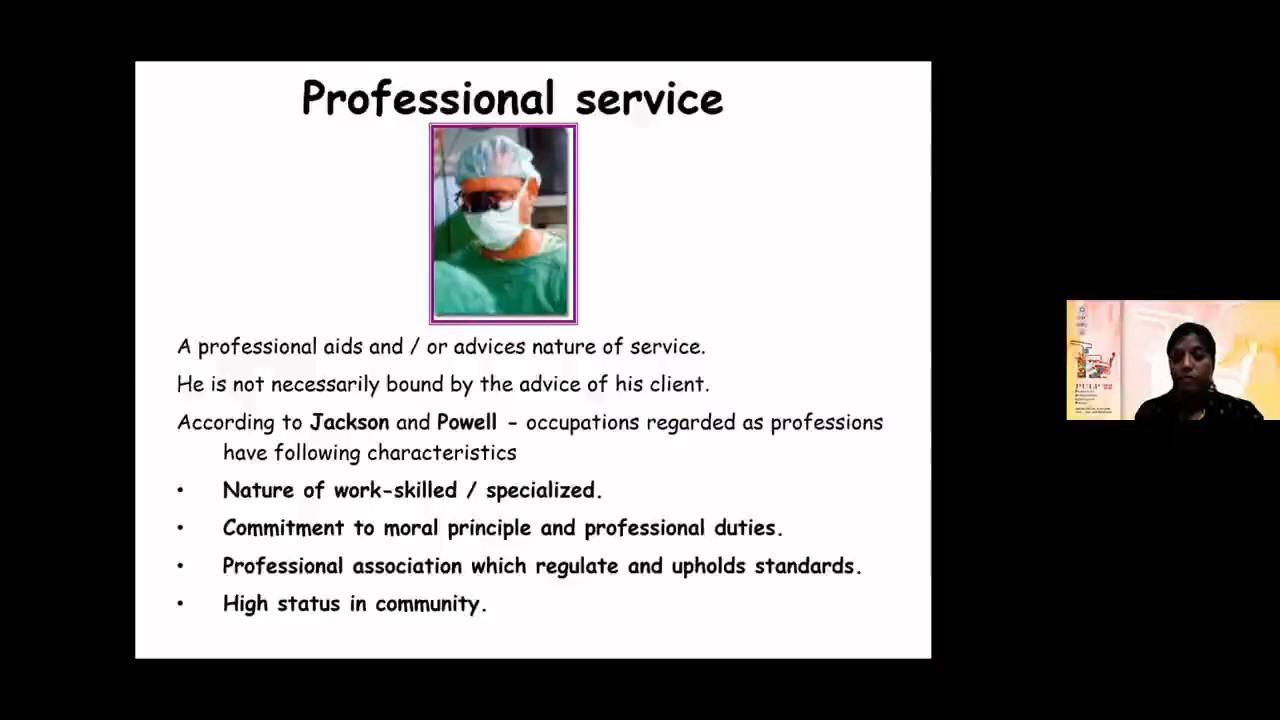 Professional service
A professional aids and / or advices nature of service.
He is not necessarily bound by the advice of his client.
According to Jackson and Powell - occupations regarded as professions
have following characteristics
• Nature of work-skilled / specialized.
• Commitment to moral principle and professional duties.
• Professional association which regulate and upholds standards.
• High status in community.
PULP